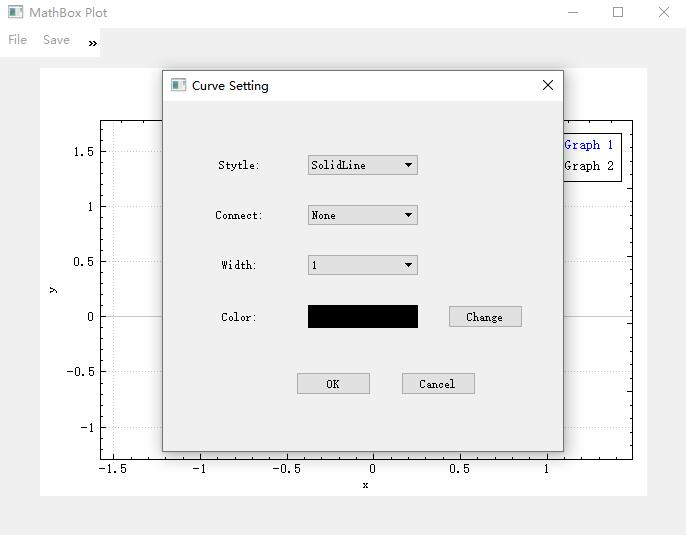 MathBox Plot
File Save »
Curve Setting
Graph 1
Graph 2
Stytle: SolidLine
Connect: None
Width: 1
Color: Change
OK Cancel
1.5
1
0.5
0
-0.5
-1
y
-1.5 -1 -0.5 0 0.5 1
x